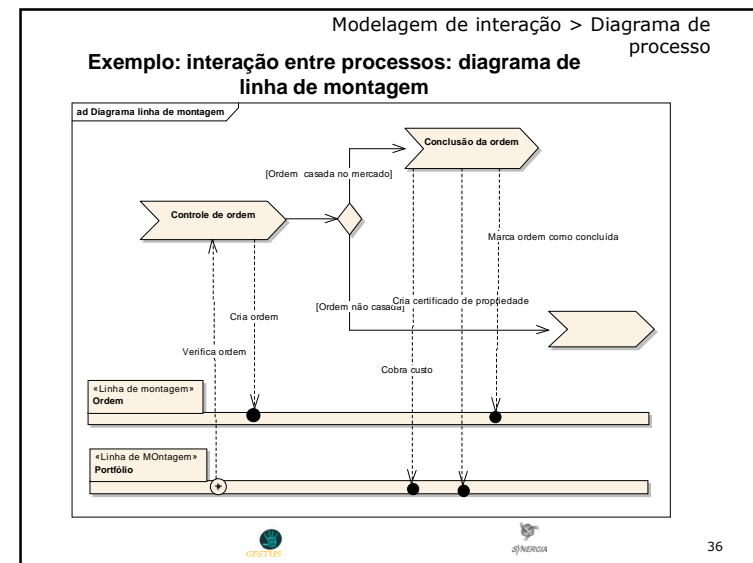 Modelagem de interação > Diagrama de
processo
Exemplo: interação entre processos: diagrama de
linha de montagem
ad Diagrama linha de montagem
Conclusão da ordem
[Ordem casada no mercado]
Controle de ordem
Marca ordem como concluída
[Ordem não casada]
Cria certificado de propriedade
Cria ordem
Verifica ordem
Cobra custo
«Linha de montagem»
Ordem
«Linha de MOntagem»
Portfólio
GESTUS
SYNERGIA
36